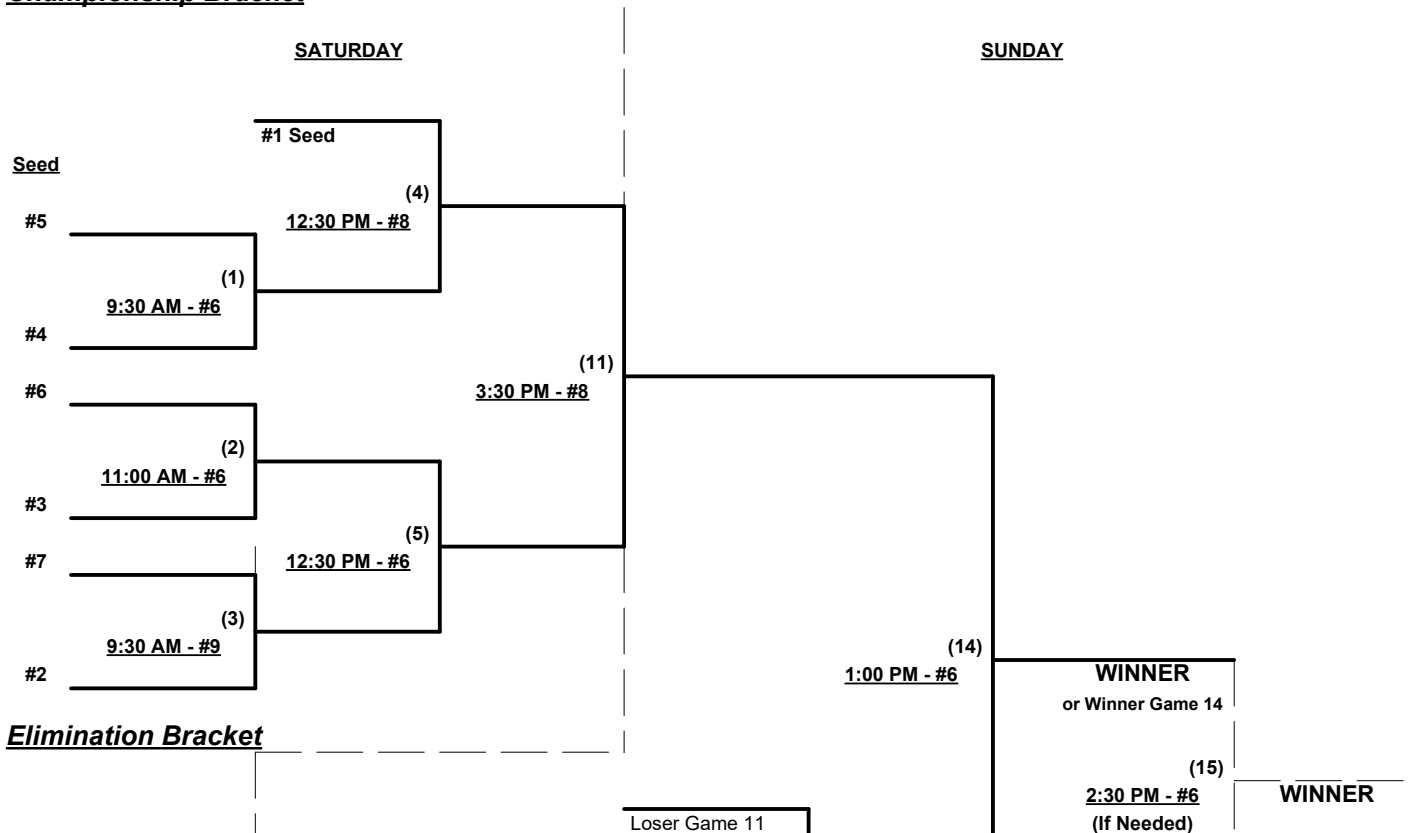 Championship Bracket
SATURDAY
SUNDAY
#1 Seed
Seed
(4)
#5
12:30 PM - #8
(1)
9:30 AM - #6
#4
(11)
#6
3:30 PM - #8
(2)
11:00 AM - #6
#3
(5)
#7
12:30 PM - #6
(3)
9:30 AM - #9
(14)
#2
1:00 PM - #6
WINNER
or Winner Game 14
Elimination Bracket
(15)
2:30 PM - #6
WINNER
Loser Game 11
(If Needed)